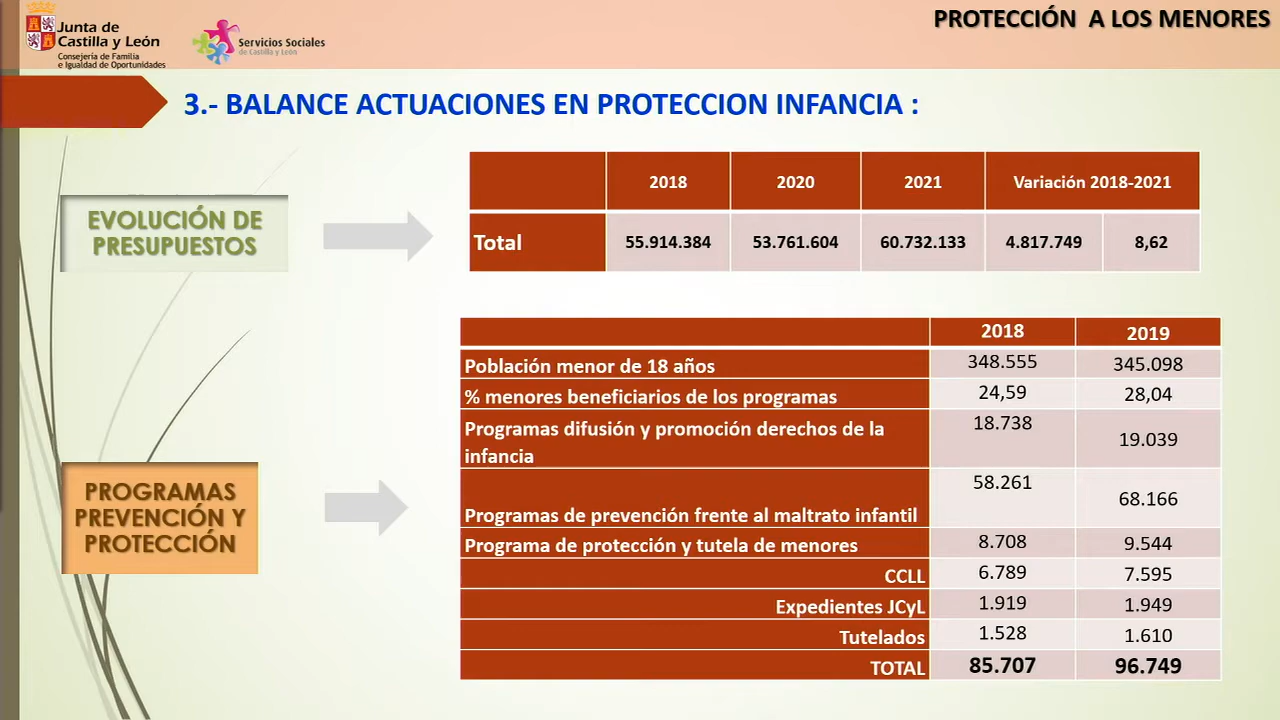 Junta de
Castilla y León
Consejería de Familia
e Igualdad de Oportunidades
Servicios Sociales
de Castilla y León
PROTECCIÓN A LOS MENORES
3.- BALANCE ACTUACIONES EN PROTECCION INFANCIA :
EVOLUCIÓN DE
PRESUPUESTOS
2018 2020 2021 Variación 2018-2021
Total 55.914.384 53.761.604 60.732.133 4.817.749 8,62
PROGRAMAS
PREVENCIÓN Y
PROTECCIÓN
2018 2019
Población menor de 18 años 348.555 345.098
% menores beneficiarios de los programas 24,59 28,04
Programas difusión y promoción derechos de la
infancia 18.738 19.039
Programas de prevención frente al maltrato infantil 58.261 68.166
Programa de protección y tutela de menores 8.708 9.544
CCLL 6.789 7.595
Expedientes JCyL 1.919 1.949
Tutelados 1.528 1.610
TOTAL 85.707 96.749